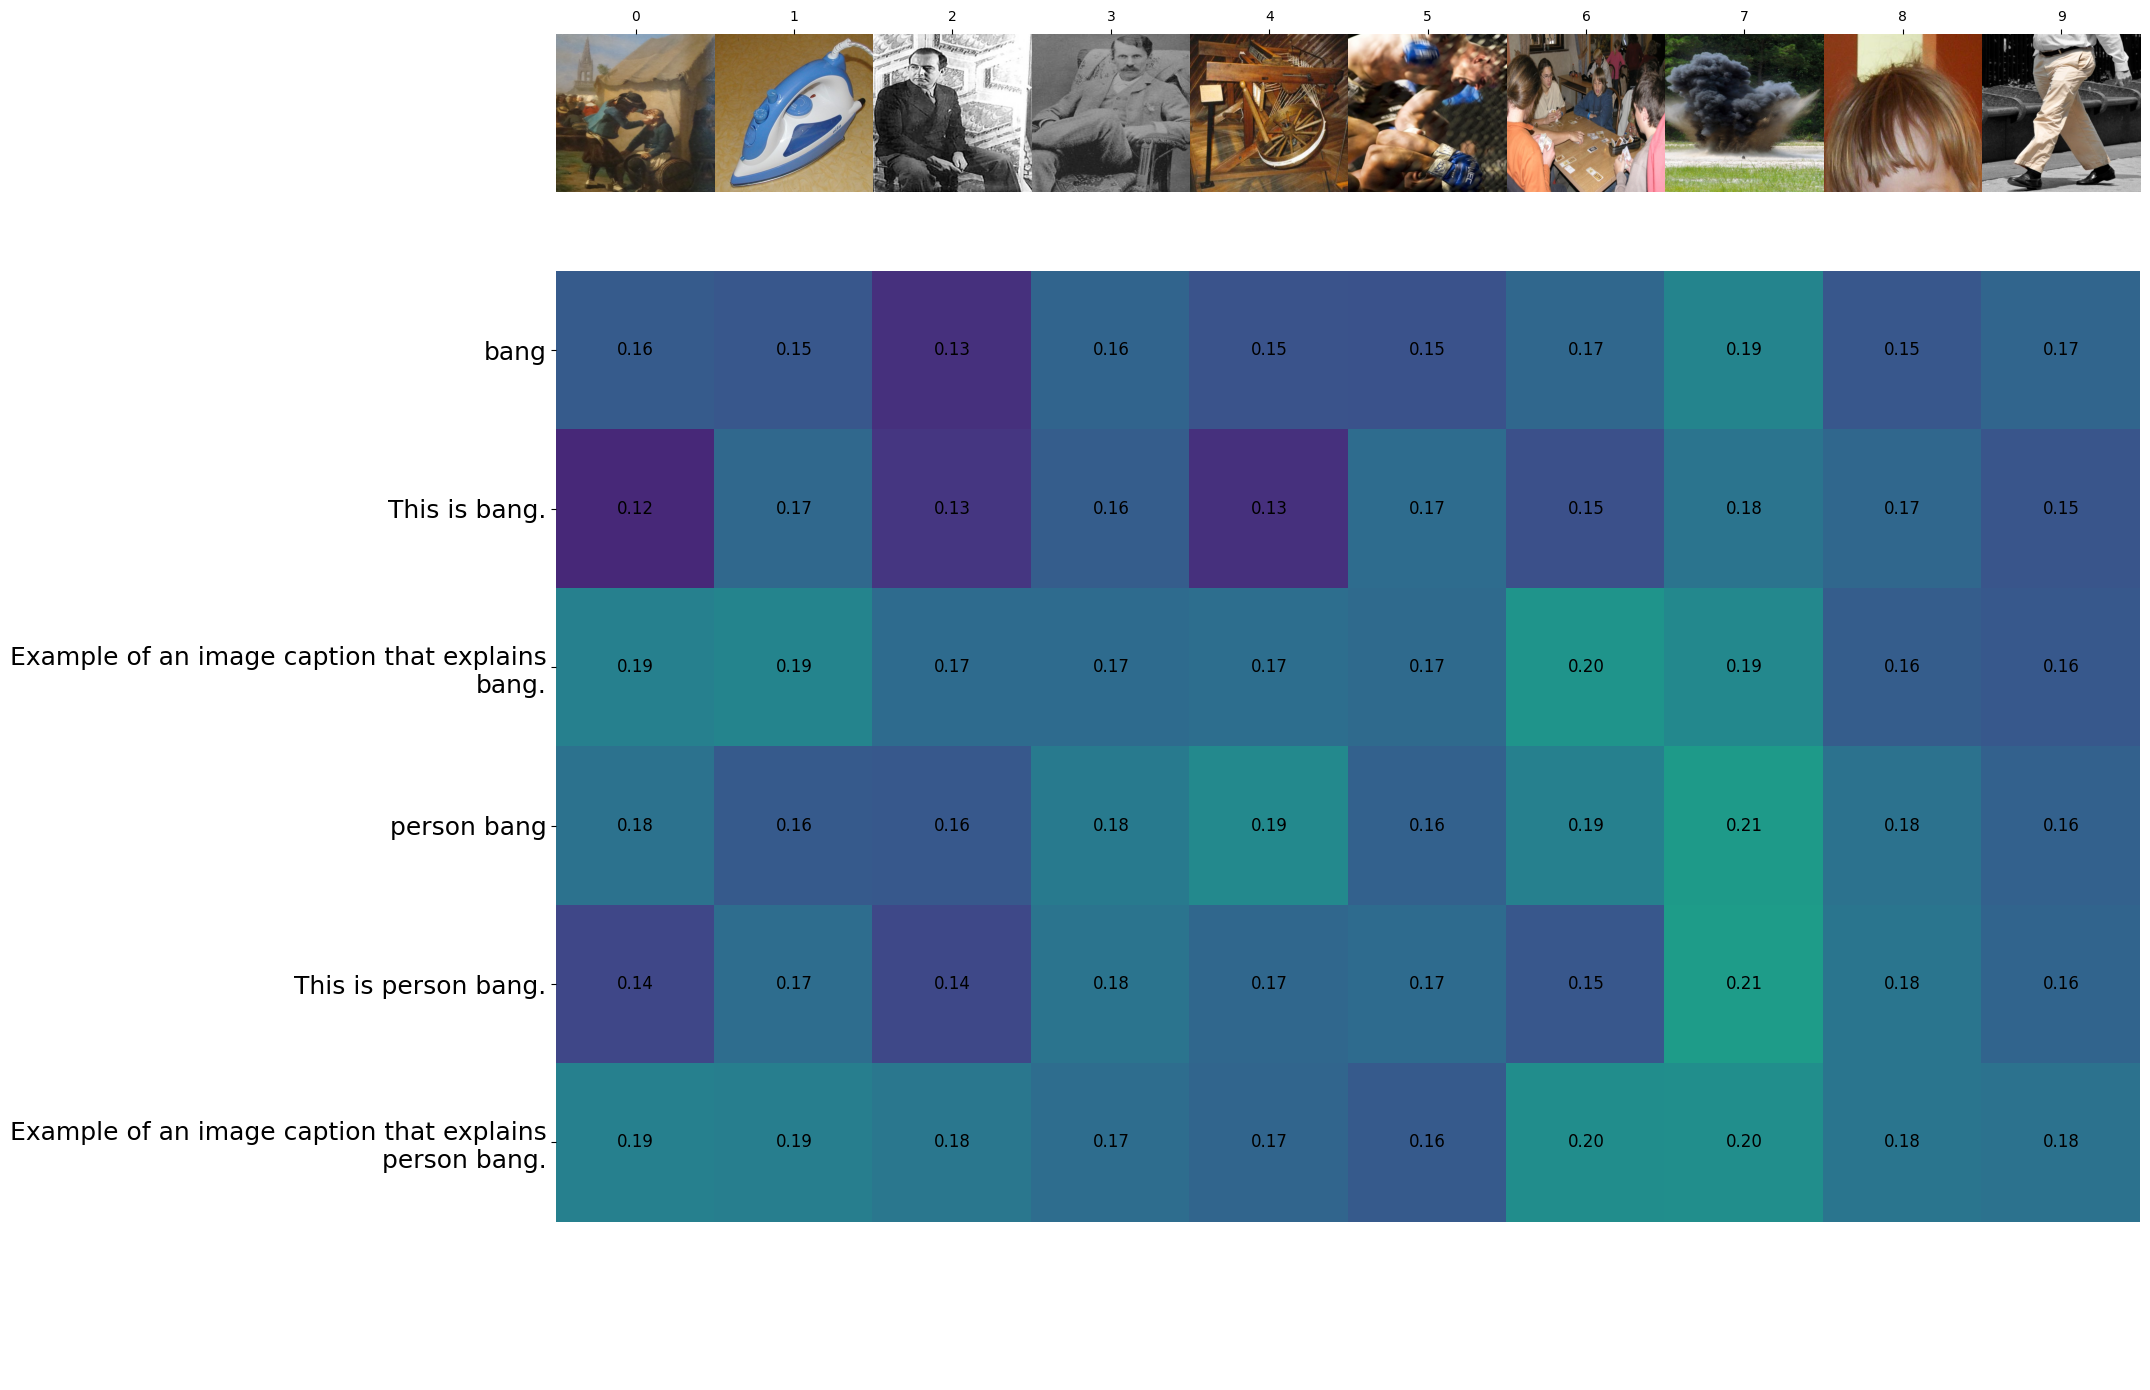 0 1 2 3 4 5 6 7 8 9
bang 0.16 0.15 0.13 0.16 0.15 0.15 0.17 0.19 0.15 0.17
This is bang. 0.12 0.17 0.13 0.16 0.13 0.17 0.15 0.18 0.17 0.15
Example of an image caption that explains
bang. 0.19 0.19 0.17 0.17 0.17 0.17 0.20 0.19 0.16 0.16
person bang 0.18 0.16 0.16 0.18 0.19 0.16 0.19 0.21 0.18 0.16
This is person bang. 0.14 0.17 0.14 0.18 0.17 0.17 0.15 0.21 0.18 0.16
Example of an image caption that explains
person bang. 0.19 0.19 0.18 0.17 0.17 0.16 0.20 0.20 0.18 0.18